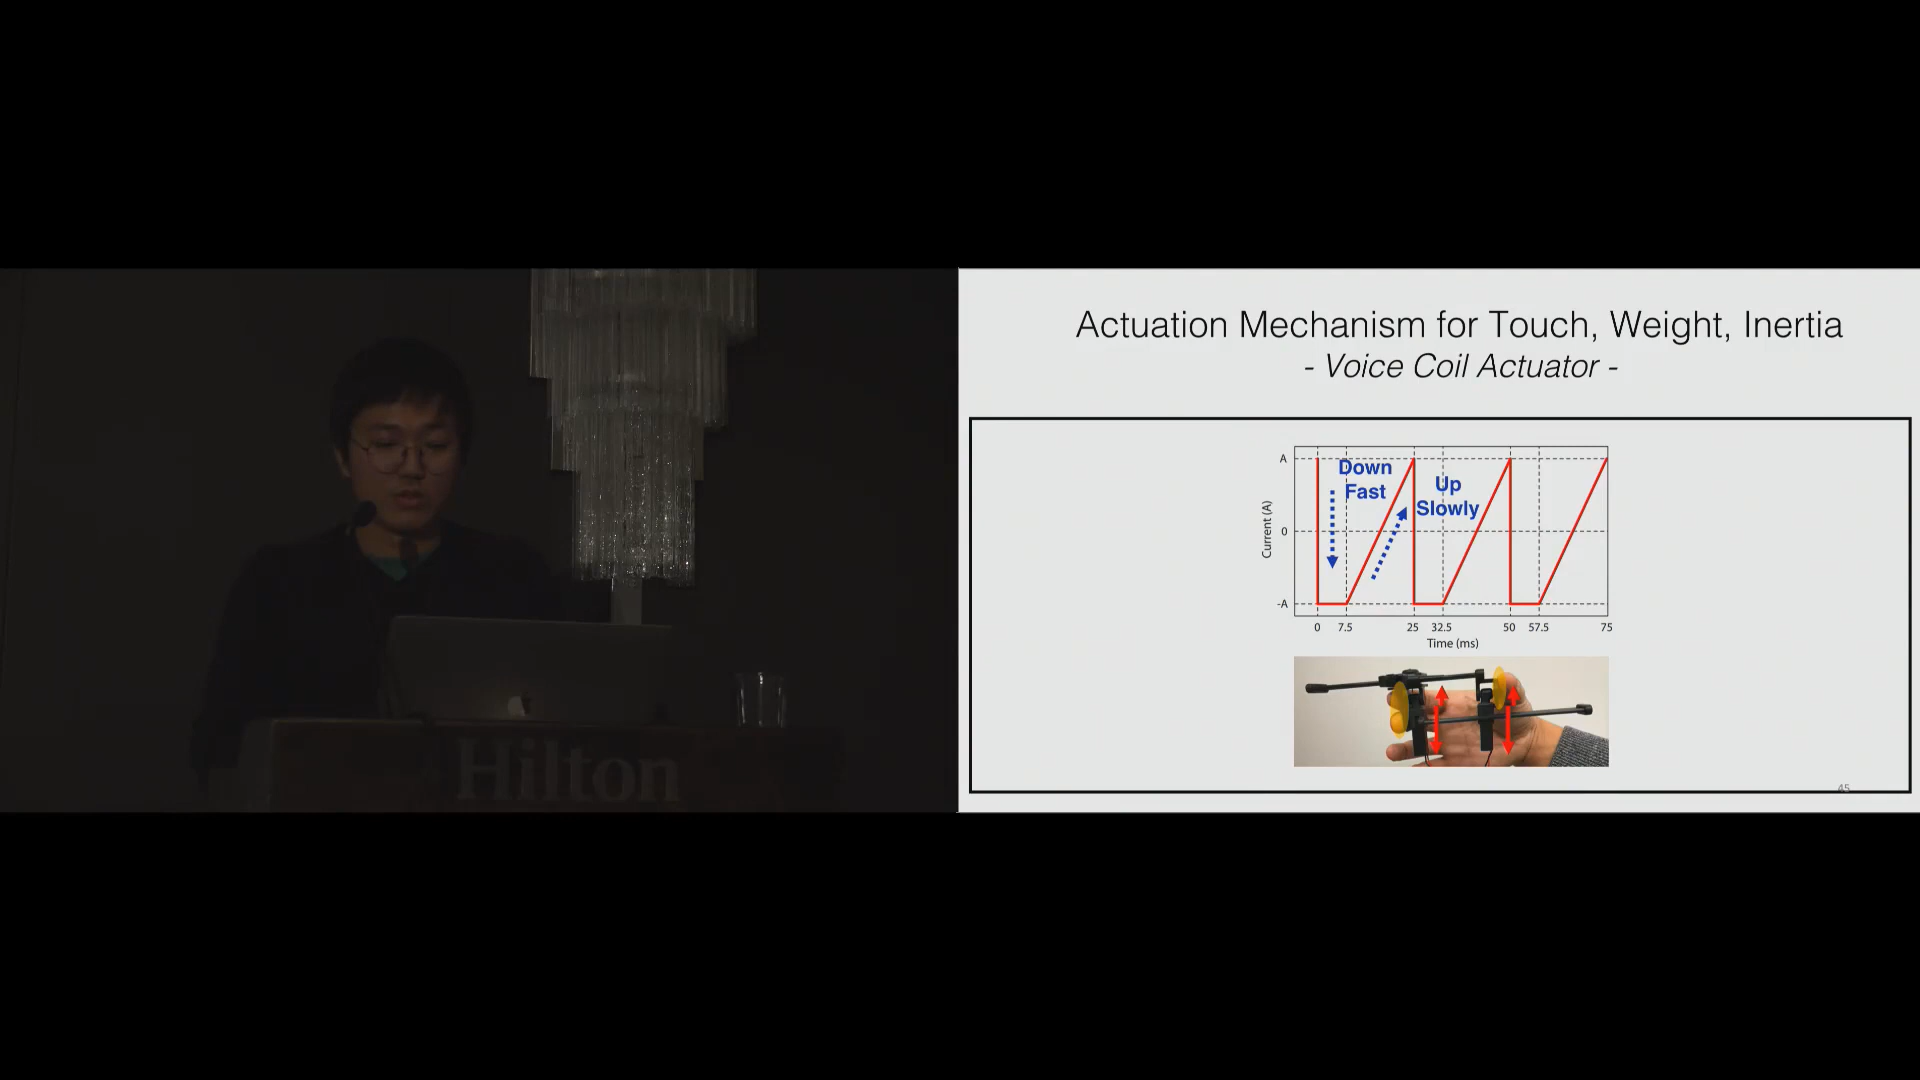 Hilton
Actuation Mechanism for Touch, Weight, Inertia
- Voice Coil Actuator -
A
0
-A
Current (A)
Down
Fast
Up
Slowly
0 7.5 25 32.5 50 57.5 75
Time (ms)
45